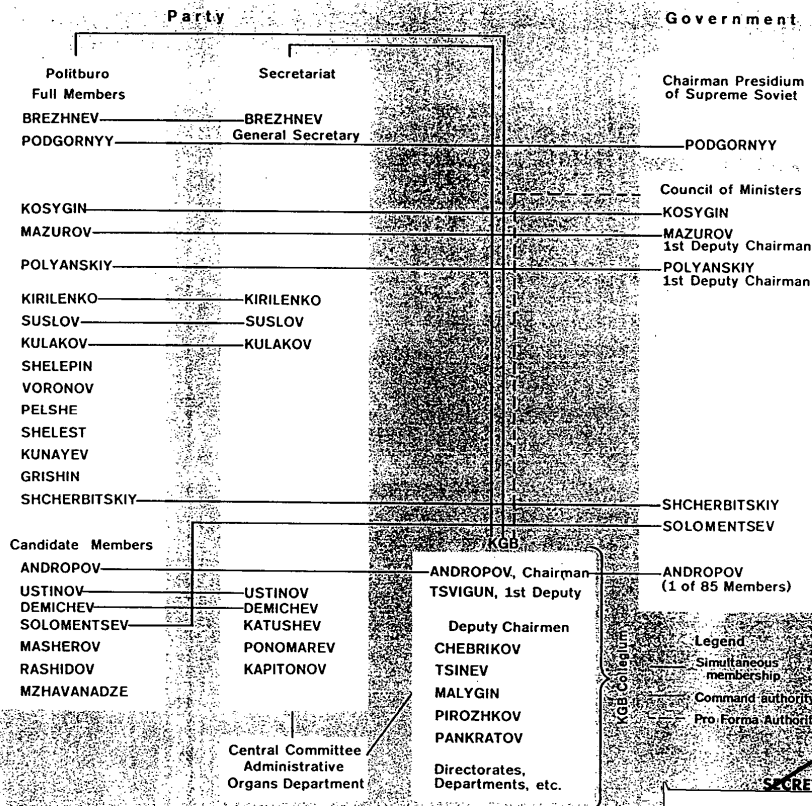 Party
Government
Politburo
Full Members
BREZHNEV
PODGORNYY
KOSYGIN
MAZUROV
POLYANSKIY
KIRILENKO
SUSLOV
KULAKOV
SHELEPIN
VORONOV
PELSHE
SHELEST
KUNAYEV
GRISHIN
SHCHERBITSKIY
Candidate Members
ANDROPOV
USTINOV
DEMICHEV
SOLOMENTSEV
MASHEROV
RASHIDOV
MZHAVANADZE
Secretariat
BREZHNEV
General Secretary
KIRILENKO
SUSLOV
KULAKOV
USTINOV
DEMICHEV
KATUSHEV
PONOMAREV
KAPITONOV
Central Committee
Administrative
Organs Department
KGB
ANDROPOV, Chairman
TSVIGUN, 1st Deputy
Deputy Chairmen
CHEBRIKOV
TSINEV
MALYGIN
PIROZHKOV
PANKRATOV
Directorates,
Departments, etc.
KGB Collegium
Chairman Presidium
of Supreme Soviet
PODGORNYY
Council of Ministers
KOSYGIN
MAZUROV
1st Deputy Chairman
POLYANSKIY
1st Deputy Chairman
SHCHERBITSKIY
SOLOMENTSEV
ANDROPOV
(1 of 85 Members)
Legend
Simultaneous
membership
Command authority
Pro Forma Authorit
SECRE